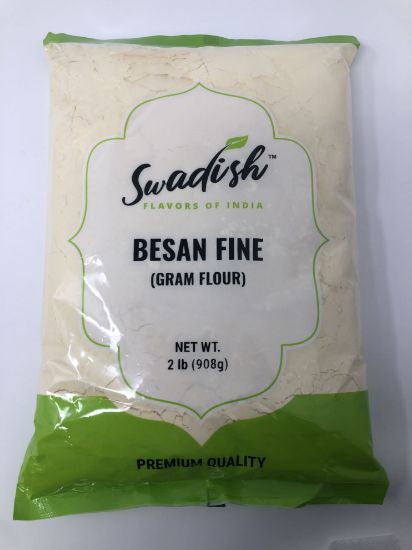 Swadish™
FLAVORS OF INDIA
BESAN FINE
(GRAM FLOUR)
NET WT.
2 lb (908g)
PREMIUM QUALITY